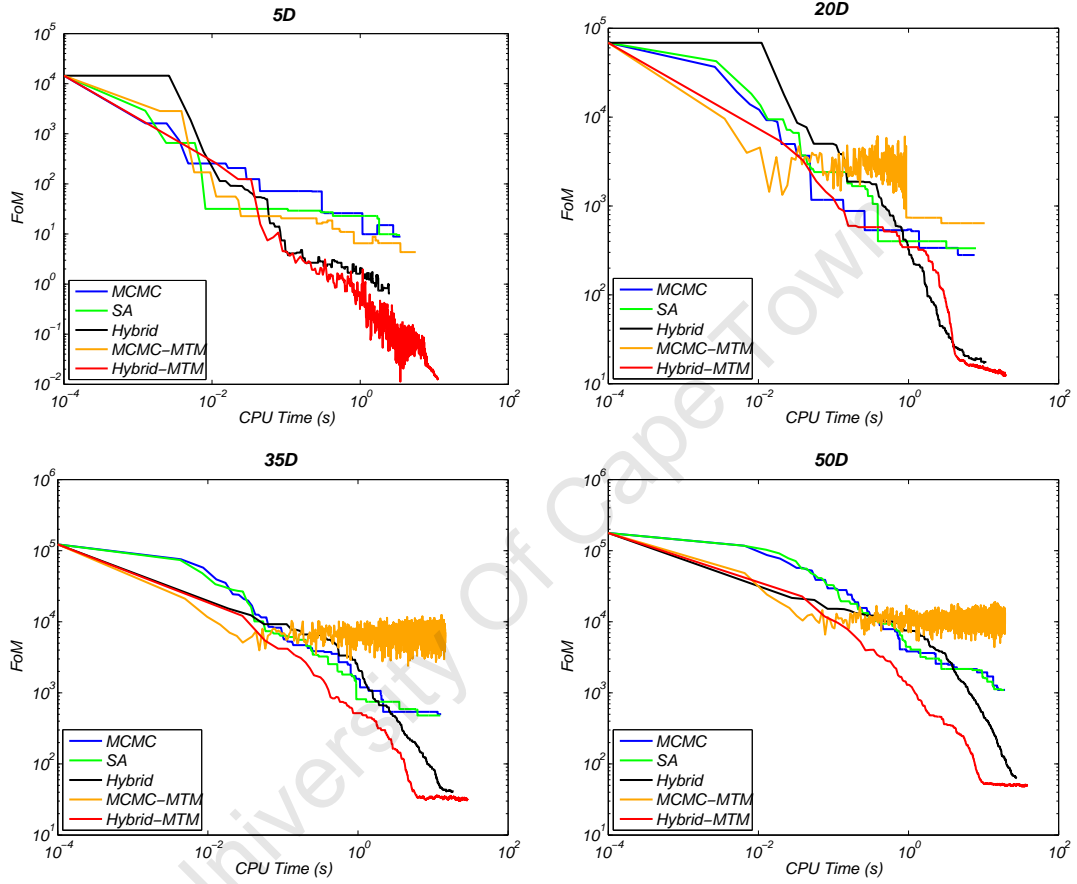 5D
10^5
10^4
10^3
10^2
10^1
10^0
10^-1
10^-2
FoM
MCMC
SA
Hybrid
MCMC-MTM
Hybrid-MTM
10^-4
10^-2
10^0
10^2
CPU Time (s)
20D
10^5
10^4
10^3
10^2
10^1
FoM
MCMC
SA
Hybrid
MCMC-MTM
Hybrid-MTM
10^-4
10^-2
10^0
10^2
CPU Time (s)
35D
10^6
10^5
10^4
10^3
10^2
10^1
FoM
MCMC
SA
Hybrid
MCMC-MTM
Hybrid-MTM
10^-4
10^-2
10^0
10^2
CPU Time (s)
50D
10^6
10^5
10^4
10^3
10^2
10^1
FoM
MCMC
SA
Hybrid
MCMC-MTM
Hybrid-MTM
10^-4
10^-2
10^0
10^2
CPU Time (s)
University Of Cape Town